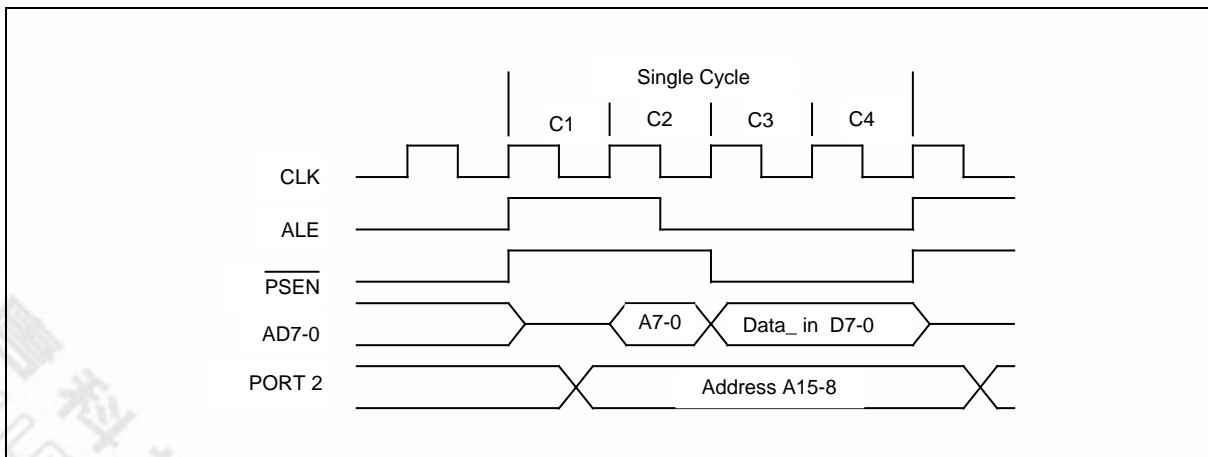 Single Cycle
C1 C2 C3 C4
CLK
ALE
PSEN
AD7-0 A7-0 Data_ in D7-0
PORT 2 Address A15-8